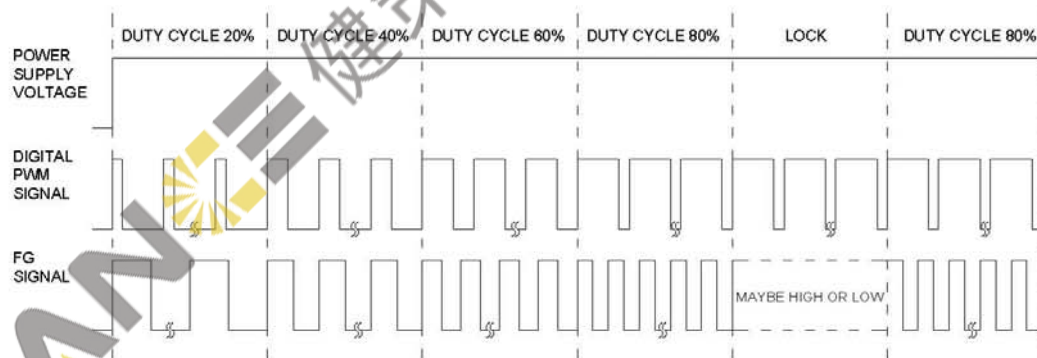 DUTY CYCLE 20% DUTY CYCLE 40% DUTY CYCLE 60% DUTY CYCLE 80% LOCK DUTY CYCLE 80%
POWER
SUPPLY
VOLTAGE
DIGITAL
PWM
SIGNAL
FG
SIGNAL
MAYBE HIGH OR LOW
健